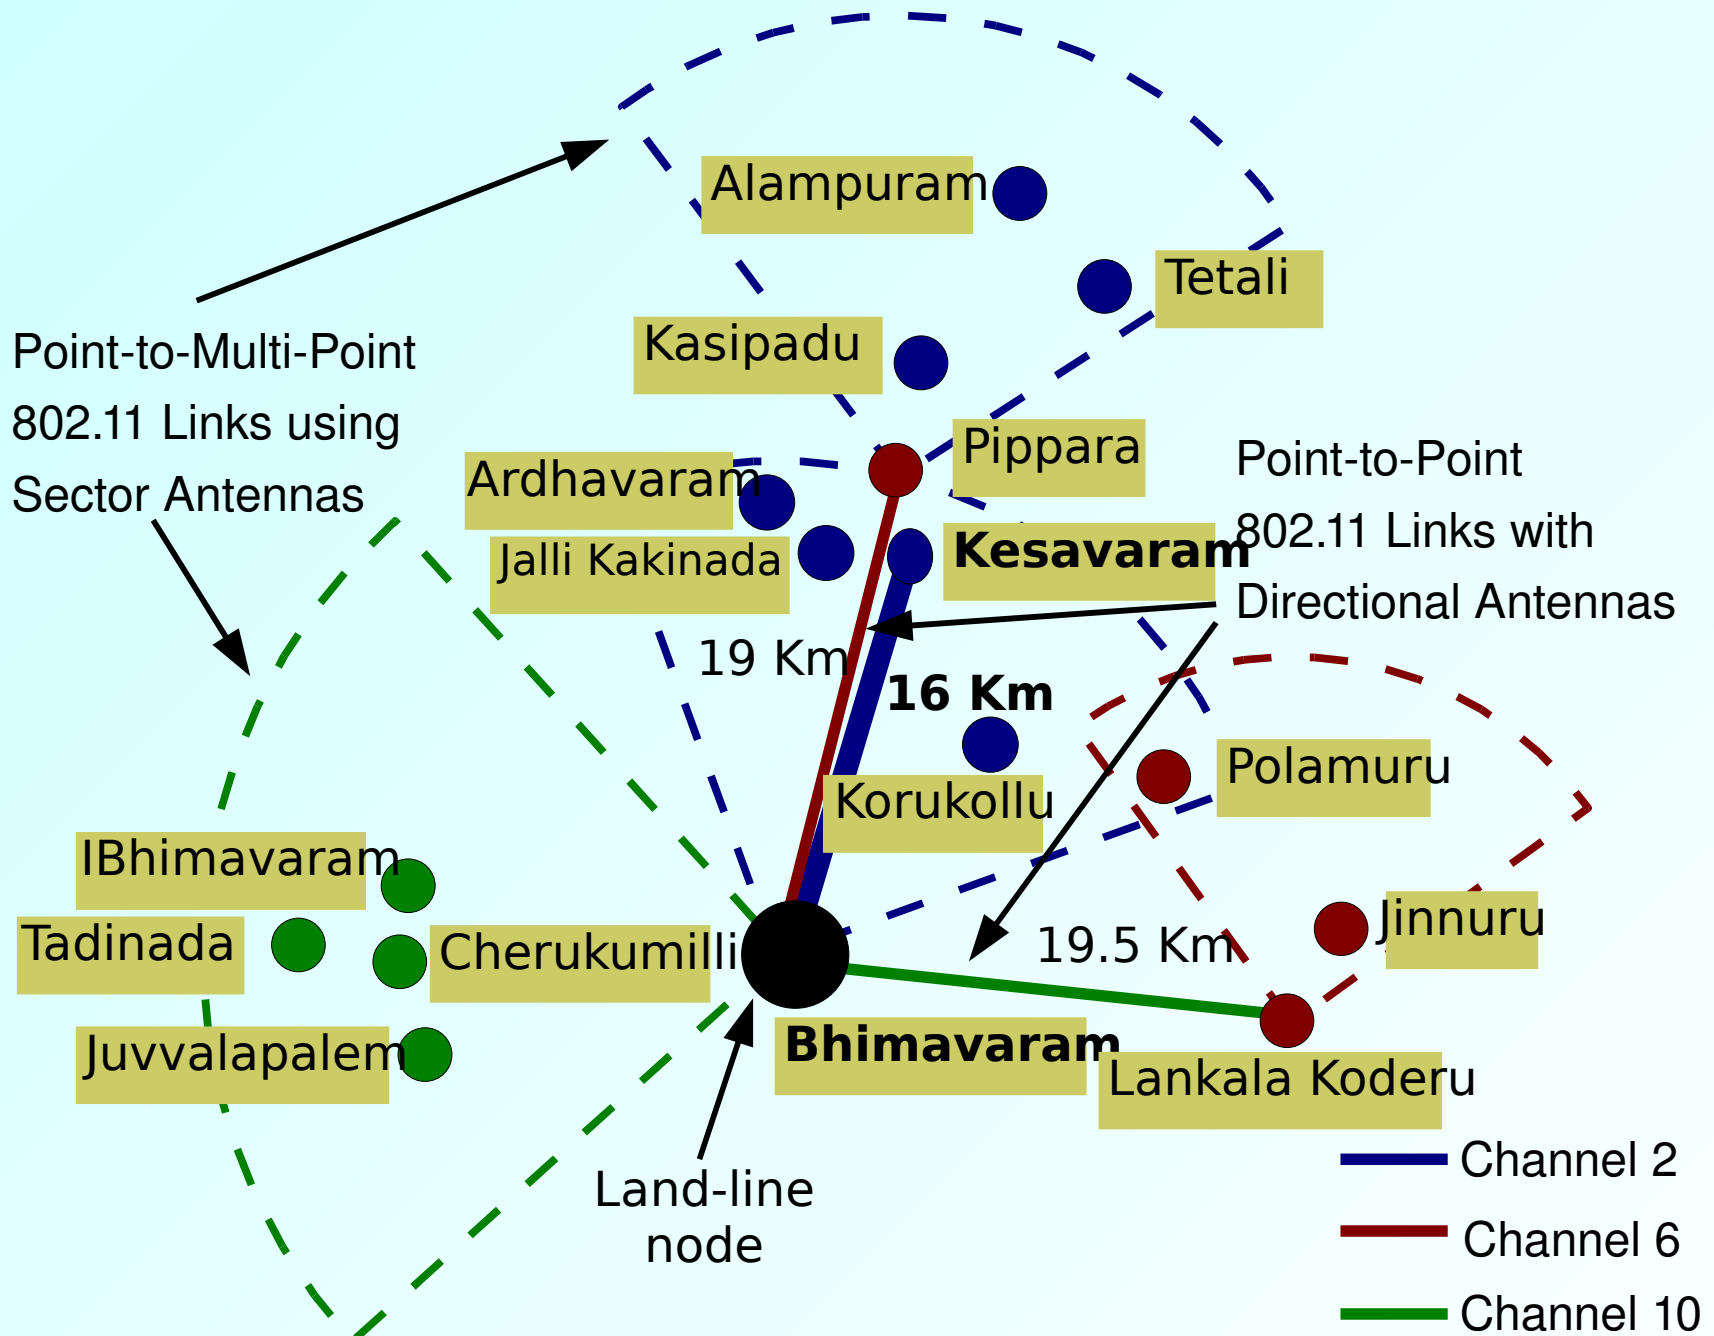 Alampuram
Tetali
Kasipadu
Point-to-Multi-Point
802.11 Links using
Sector Antennas
Pippara
Point-to-Point
802.11 Links with
Directional Antennas
Ardhavaram
Jalli Kakinada
Kesavaram
19 Km
16 Km
Korukollu
Polamuru
IBhimavaram
Tadinada
Cherukumilli
Juvvalapalem
19.5 Km
Jinnuru
Bhimavaram
Lankala Koderu
Land-line
node
Channel 2
Channel 6
Channel 10